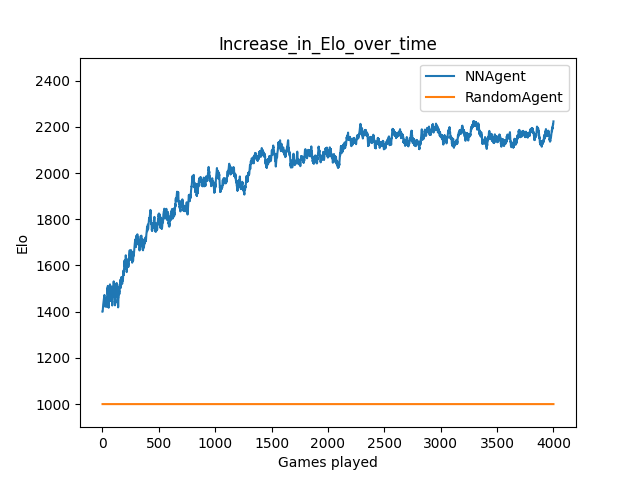 Increase_in_Elo_over_time
NNAgent
RandomAgent
2400
2200
2000
1800
1600
1400
1200
1000
Elo
0 500 1000 1500 2000 2500 3000 3500 4000
Games played